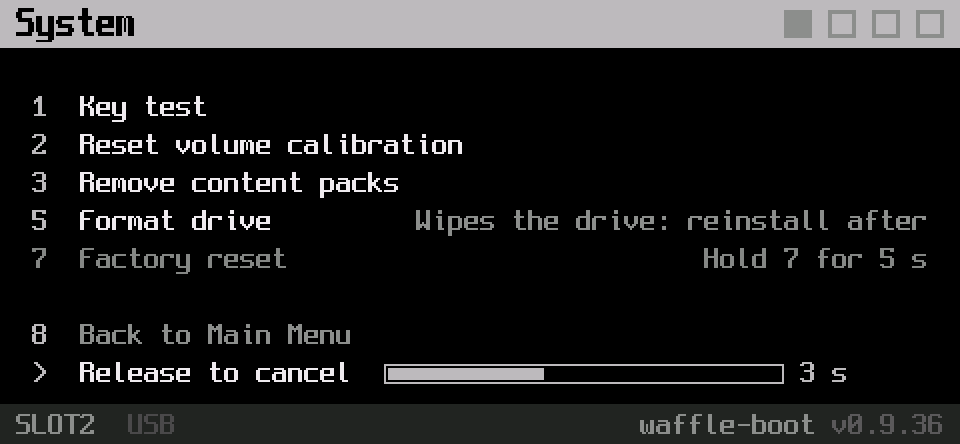 System
1 Key test
2 Reset volume calibration
3 Remove content packs
5 Format drive Wipes the drive: reinstall after
7 Factory reset Hold 7 for 5 s
8 Back to Main Menu
> Release to cancel 3 s
SLOT2 USB waffle-boot v0.9.36